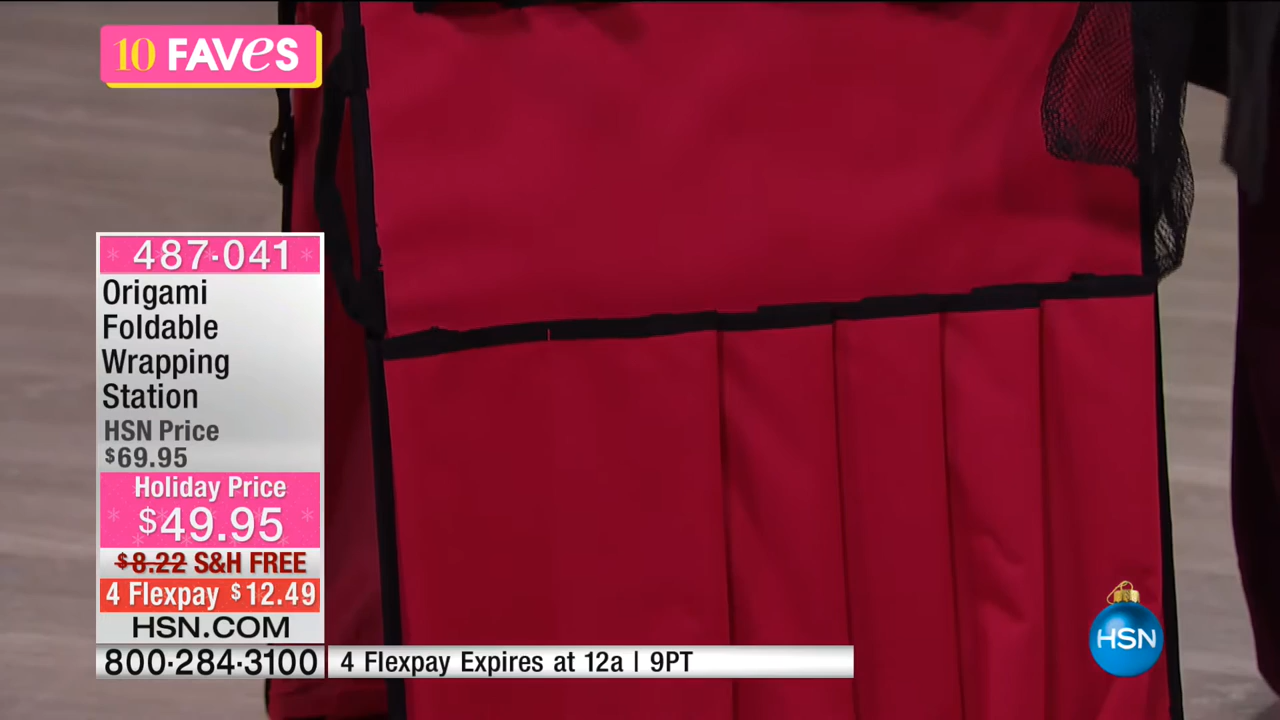 10 FAVeS
487·041
Origami
Foldable
Wrapping
Station
HSN Price
$69.95
Holiday Price
$49.95
$8.22 S&H FREE
4 Flexpay $12.49
HSN.COM
800·284·3100
4 Flexpay Expires at 12a | 9PT
HSN